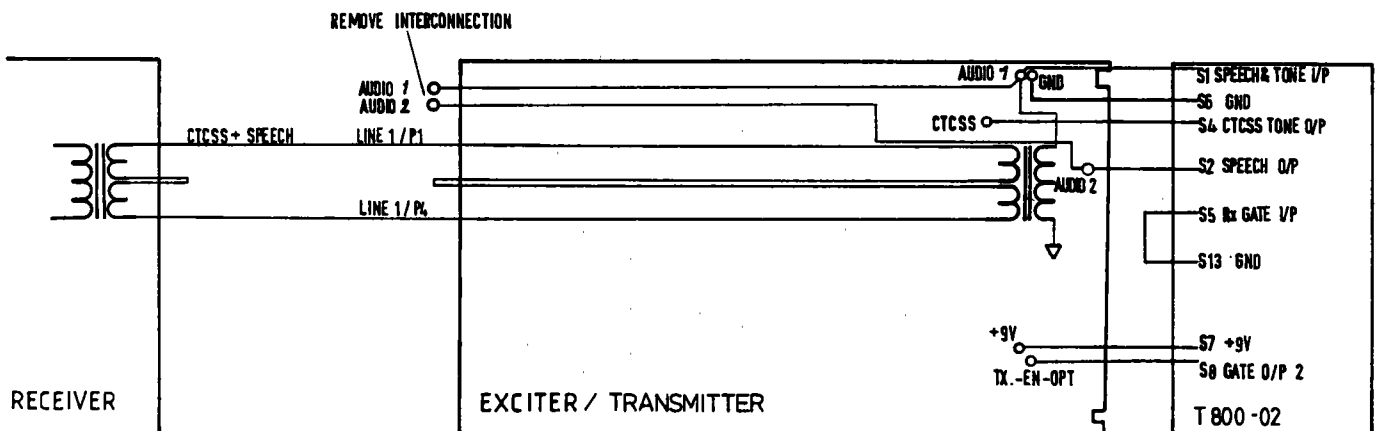 REMOVE INTERCONNECTION
AUDIO 1
AUDIO 2
AUDIO 1
GND
CTCSS
AUDIO 2
CTCSS + SPEECH
LINE 1/P1
LINE 1/P4
+9V
TX.-EN-OPT
S1 SPEECH & TONE I/P
S6 GND
S4 CTCSS TONE O/P
S2 SPEECH O/P
S5 Rx GATE I/P
S13 GND
S7 +9V
S8 GATE O/P 2
RECEIVER
EXCITER / TRANSMITTER
T800-02